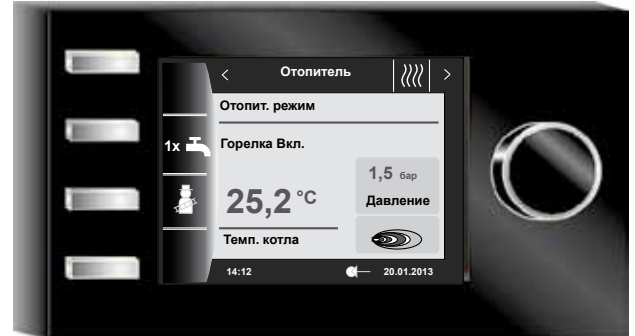 < Отопитель >
Отопит. режим
1x
Горелка Вкл.
1,5 бар
Давление
25,2 °C
Темп. котла
14:12
20.01.2013